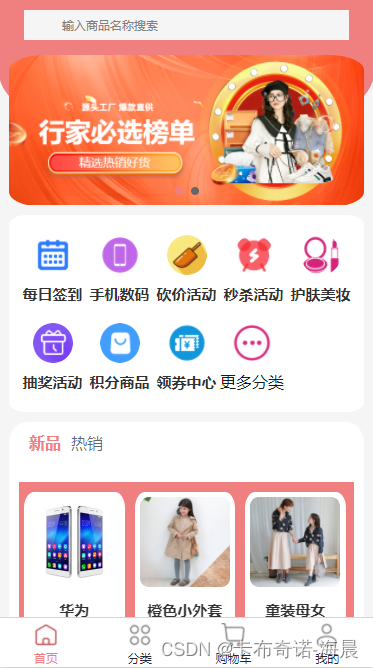 输入商品名称搜索
源头工厂 爆款直供
行家必选榜单
精选热销好货
每日签到 手机数码 砍价活动 秒杀活动 护肤美妆
抽奖活动 积分商品 领券中心 更多分类
新品 热销
华为 橙色小外套 童装母女
首页 分类 购物车 我的
CSDN @卡布奇诺-海晨